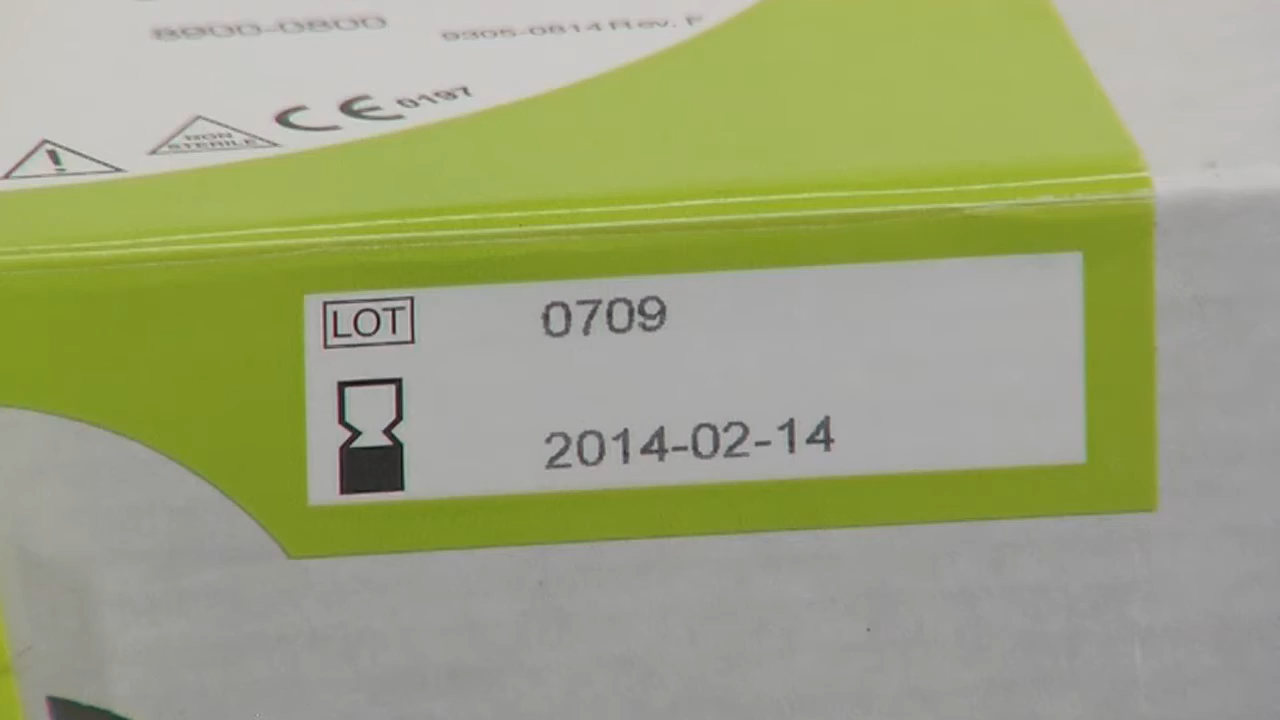 8900-0800
9305-0814 Rev. F
NON
STERILE
CE 0197
LOT 0709
2014-02-14